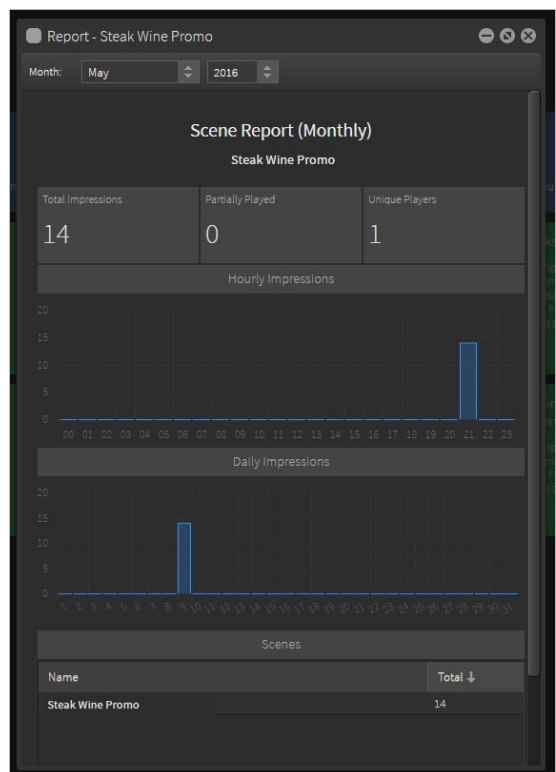 Report - Steak Wine Promo
Month: May 2016
Scene Report (Monthly)
Steak Wine Promo
Total Impressions Partially Played Unique Players
14 0 1
Hourly Impressions
20
15
10
5
0
00 01 02 03 04 05 06 07 08 09 10 11 12 13 14 15 16 17 18 19 20 21 22 23
Daily Impressions
20
15
10
5
0
1 2 3 4 5 6 7 8 9 10 11 12 13 14 15 16 17 18 19 20 21 22 23 24 25 26 27 28 29 30 31
Scenes
Name Total
Steak Wine Promo 14